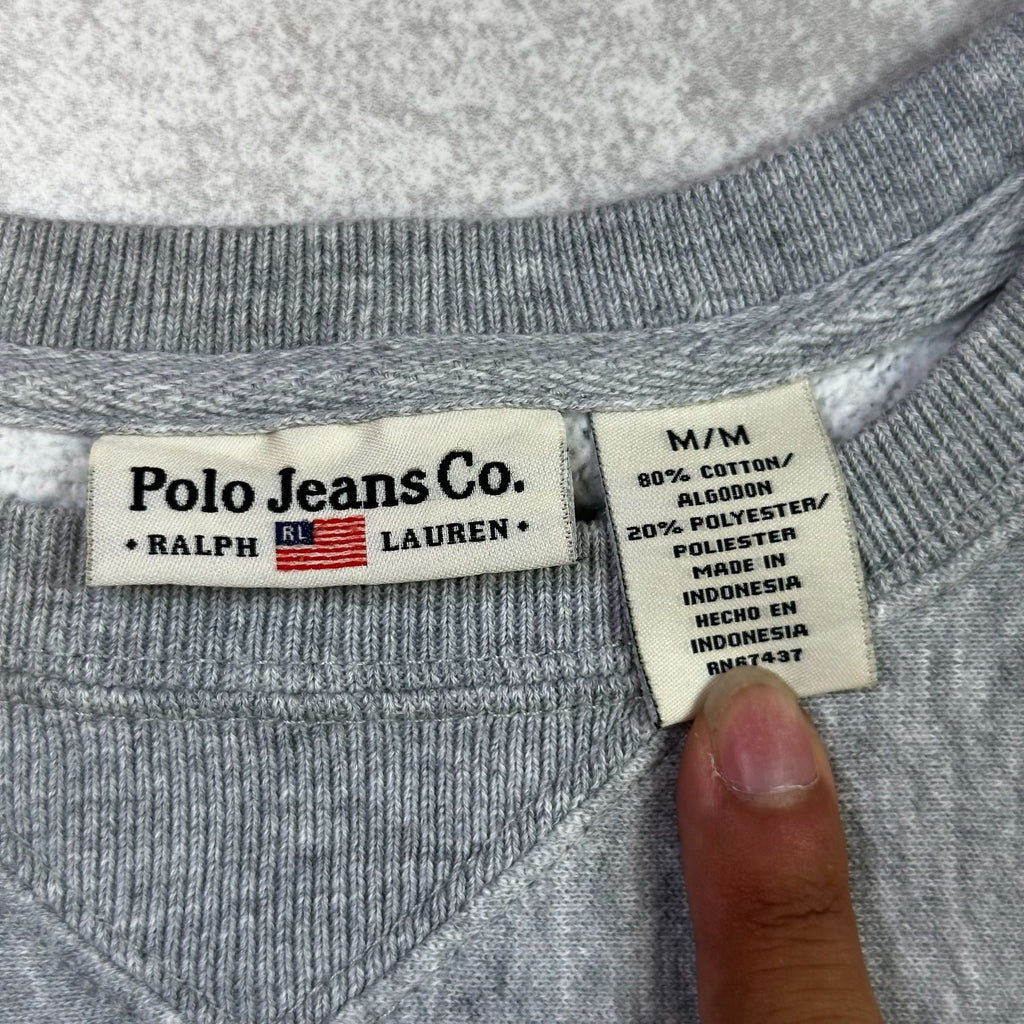 Polo Jeans Co.
• RALPH RL LAUREN •
M/M
80% COTTON/
ALGODON
20% POLYESTER/
POLIESTER
MADE IN
INDONESIA
HECHO EN
INDONESIA
RN67437